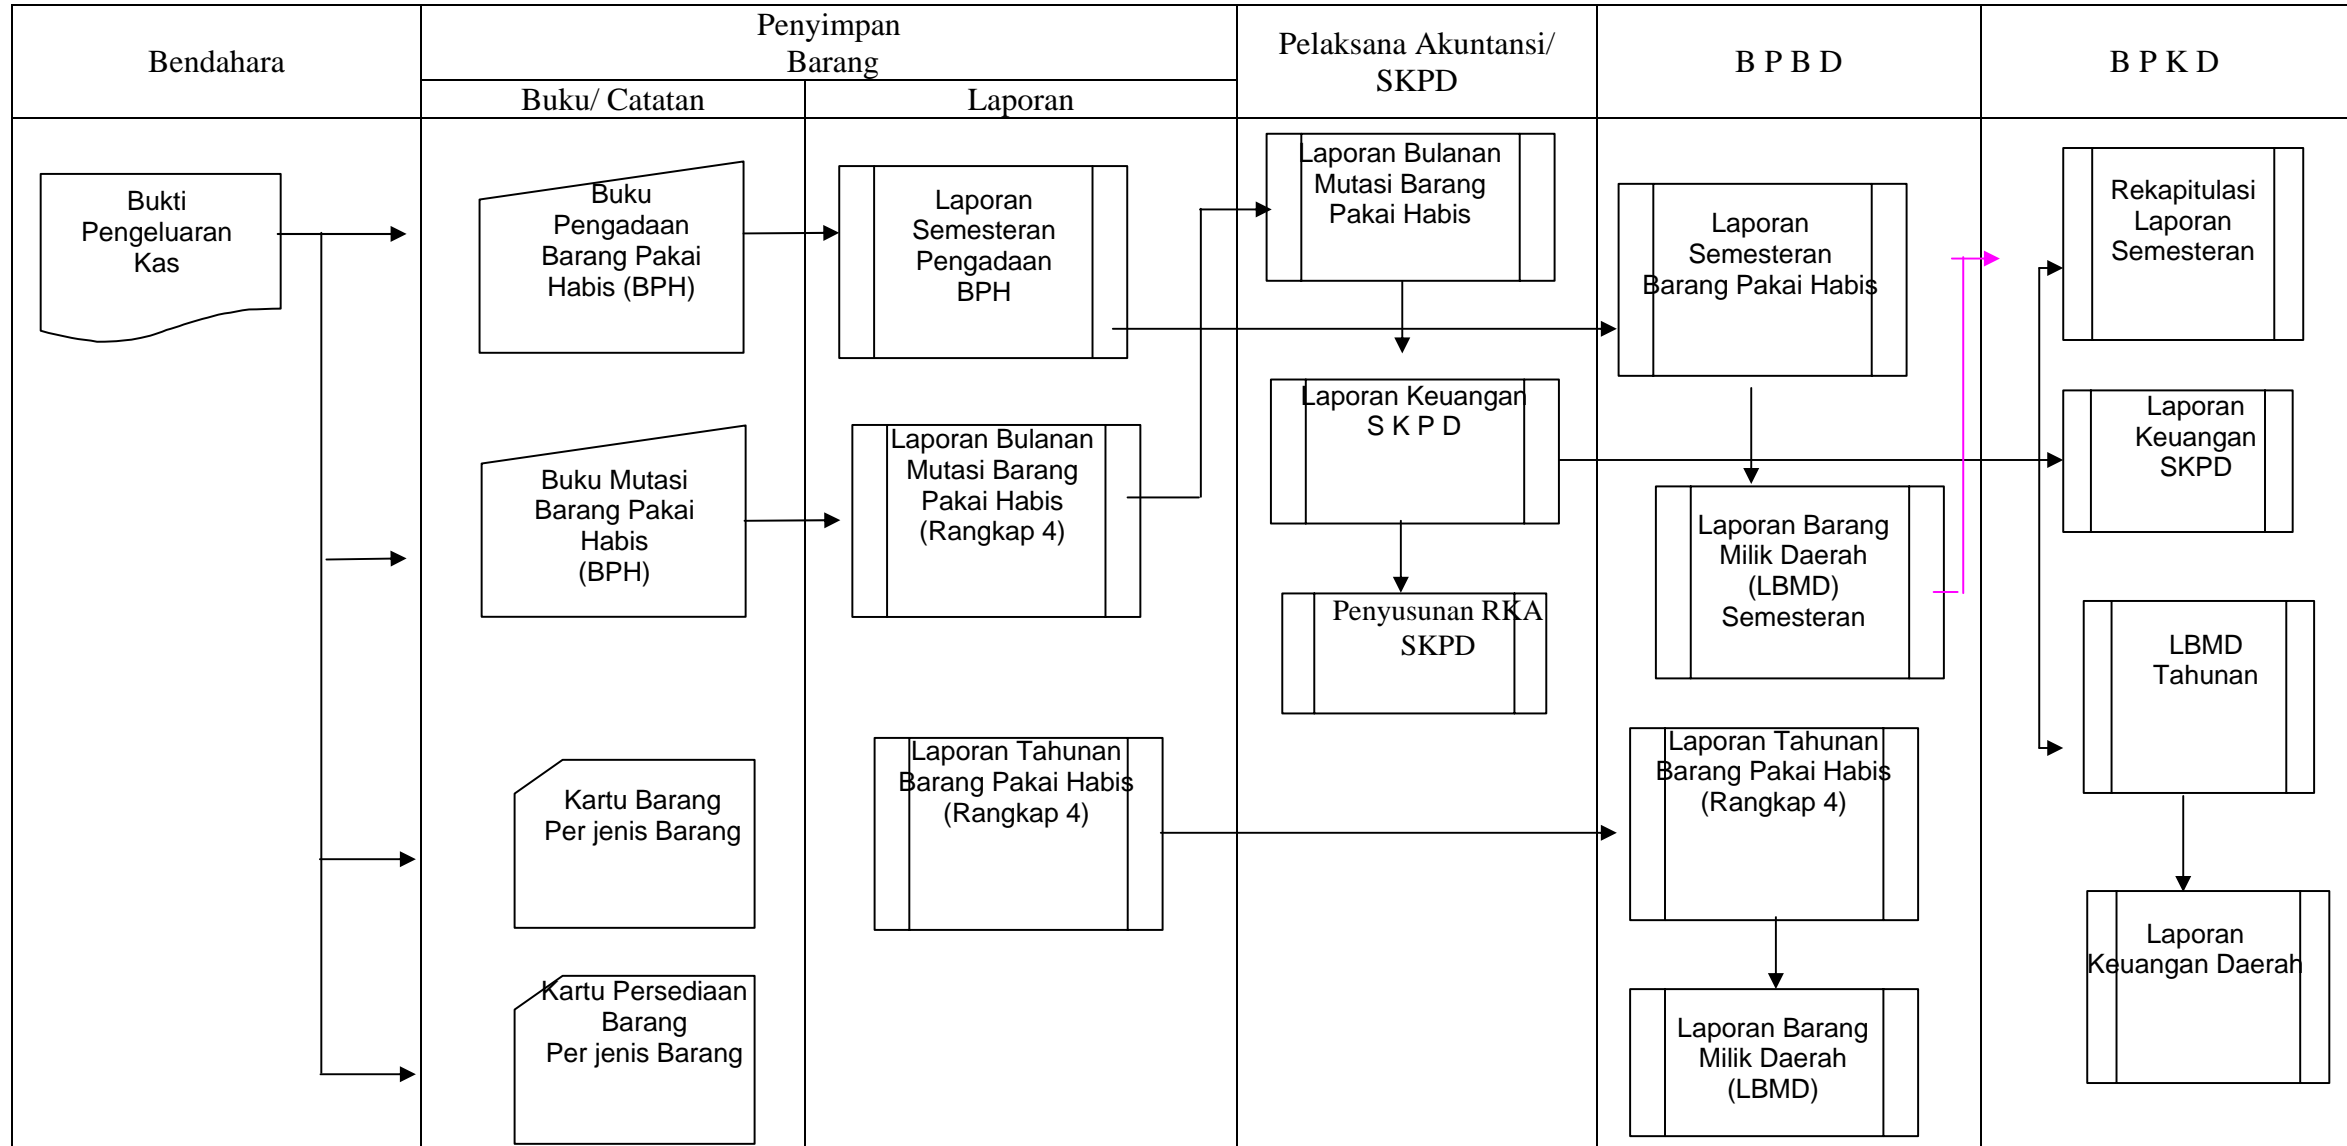 Bendahara
Penyimpan
Barang
Buku/ Catatan
Laporan
Pelaksana Akuntansi/
SKPD
B P B D
B P K D
Bukti
Pengeluaran
Kas
Buku
Pengadaan
Barang Pakai
Habis (BPH)
Buku Mutasi
Barang Pakai
Habis
(BPH)
Kartu Barang
Per jenis Barang
Kartu Persediaan
Barang
Per jenis Barang
Laporan
Semesteran
Pengadaan
BPH
Laporan Bulanan
Mutasi Barang
Pakai Habis
(Rangkap 4)
Laporan Tahunan
Barang Pakai Habis
(Rangkap 4)
Laporan Bulanan
Mutasi Barang
Pakai Habis
Laporan Keuangan
S K P D
Penyusunan RKA
SKPD
Laporan
Semesteran
Barang Pakai Habis
Laporan Barang
Milik Daerah
(LBMD)
Semesteran
Laporan Tahunan
Barang Pakai Habis
(Rangkap 4)
Laporan Barang
Milik Daerah
(LBMD)
Rekapitulasi
Laporan
Semesteran
Laporan
Keuangan
SKPD
LBMD
Tahunan
Laporan
Keuangan Daerah